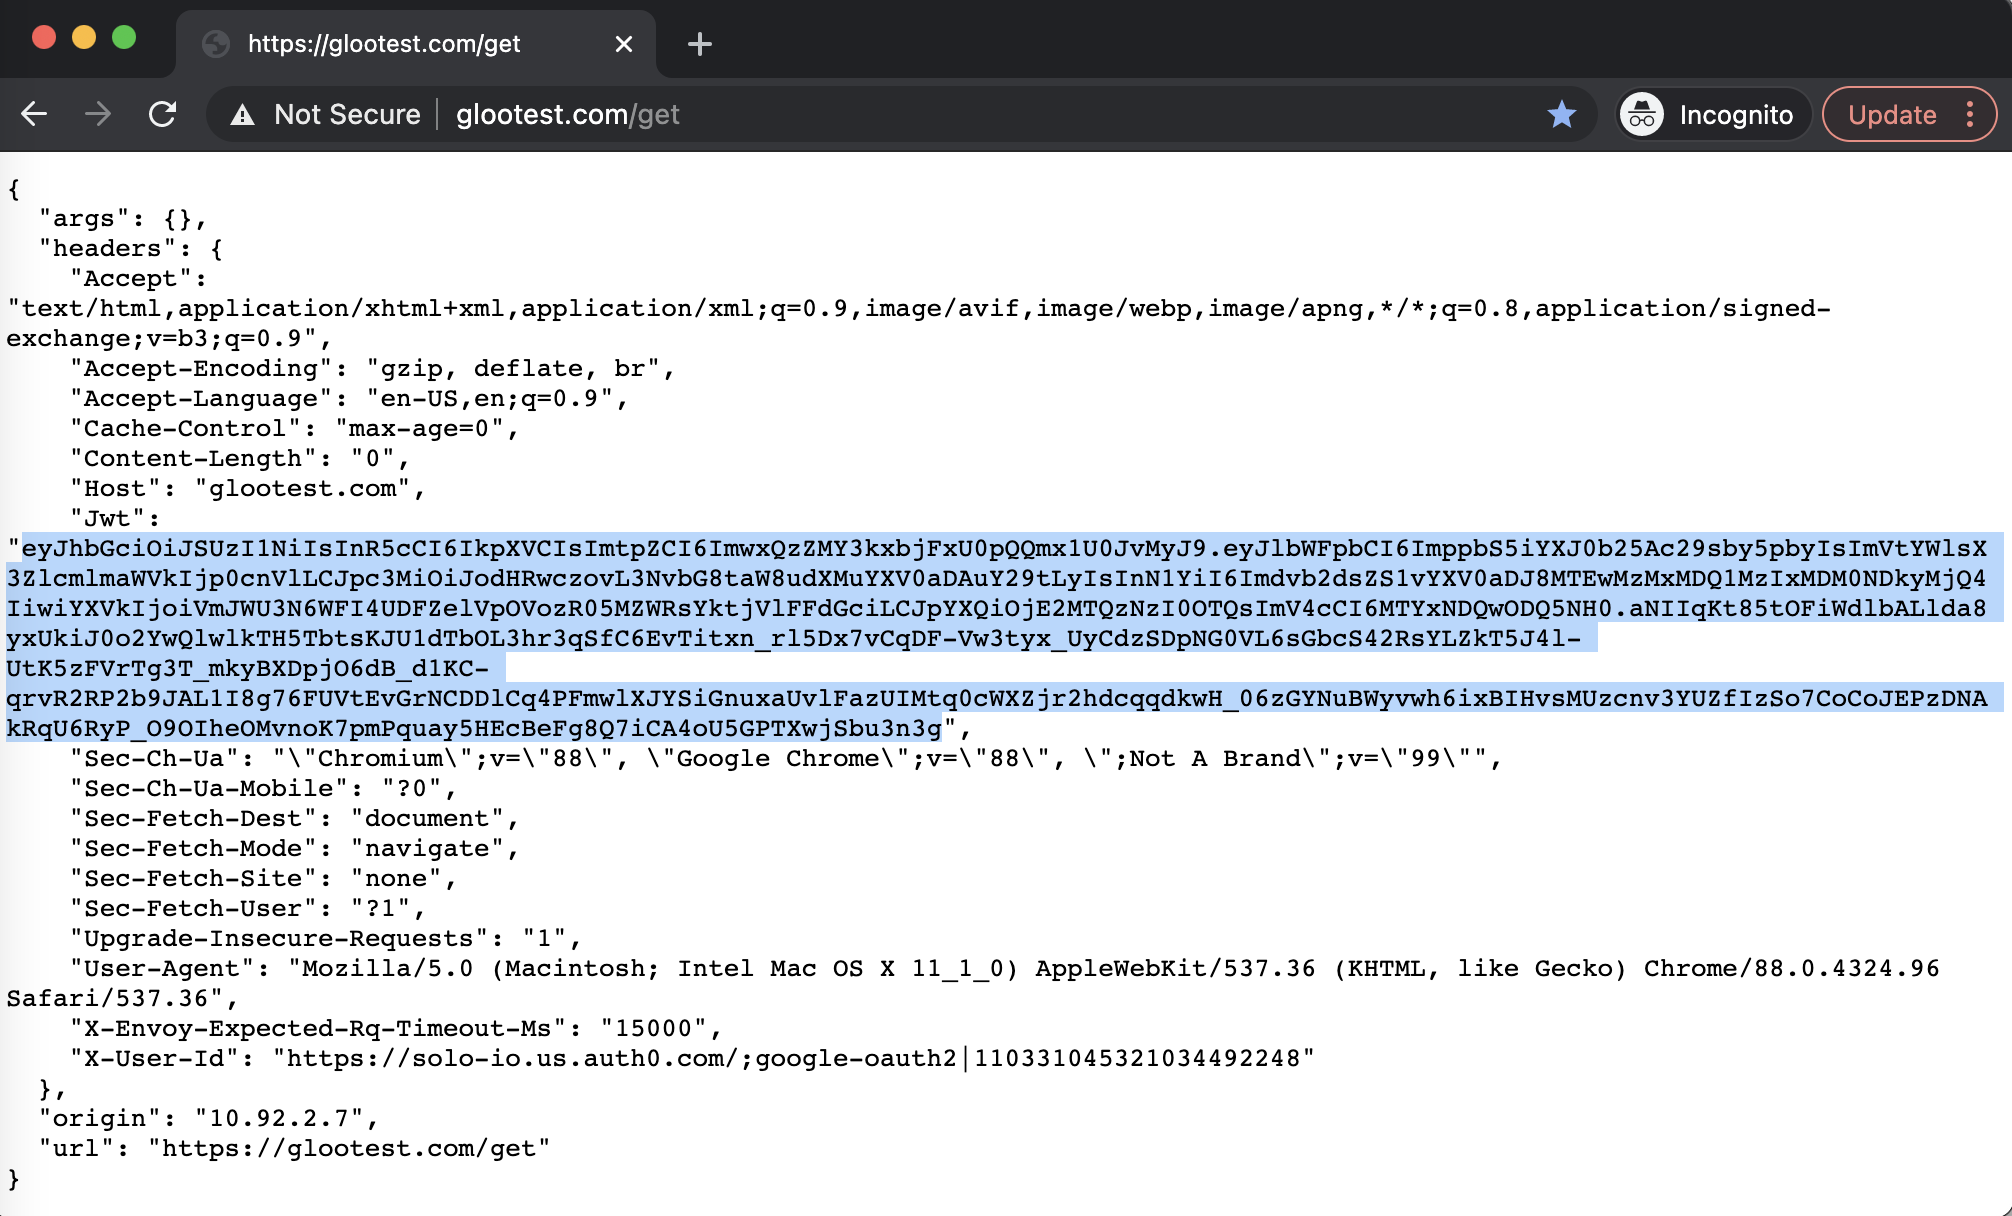 https://glootest.com/get
Not Secure
glootest.com/get
Incognito
Update
{
  "args": {},
  "headers": {
    "Accept":
"text/html,application/xhtml+xml,application/xml;q=0.9,image/avif,image/webp,image/apng,*/*;q=0.8,application/signed-
exchange;v=b3;q=0.9",
    "Accept-Encoding": "gzip, deflate, br",
    "Accept-Language": "en-US,en;q=0.9",
    "Cache-Control": "max-age=0",
    "Content-Length": "0",
    "Host": "glootest.com",
    "Jwt":
"eyJhbGciOiJSUzI1NiIsInR5cCI6IkpXVCIsImtpZCI6ImwxQzZMY3kxbjFxU0pQQmx1U0JvMyJ9.eyJlbWFpbCI6ImppbS5iYXJ0b25Ac29sby5pbyIsImVtYWlsX
3ZlcmlmaWVkIjp0cnVlLCJpc3MiOiJodHRwczovL3NvbG8taW8udXMuYXV0aDAuY29tLyIsInN1YiI6Imdvb2dsZS1vYXV0aDJ8MTEwMzMxMDQ1MzIxMDM0NDkyMjQ4
IiwiYXVkIjoiVmJWU3N6WFI4UDFZelVpOVozR05MZWRsYktjVlFFdGciLCJpYXQiOjE2MTQzNzI0OTQsImV4cCI6MTYxNDQwODQ5NH0.aNIIqKt85tOFiWdlbALlda8
yxUkiJ0o2YwQlwlkTH5TbtsKJU1dTbOL3hr3qSfC6EvTitxn_rl5Dx7vCqDF-Vw3tyx_UyCdzSDpNG0VL6sGbcS42RsYLZkT5J4l-
UtK5zFVrTg3T_mkyBXDpjO6dB_d1KC-
qrvR2RP2b9JAL1I8g76FUVtEvGrNCDDlCq4PFmwlXJYSiGnuxaUvlFazUIMtq0cWXZjr2hdcqqdkwH_06zGYNuBWyvwh6ixBIHvsMUzcnv3YUZfIzSo7CoCoJEPzDNA
kRqU6RyP_O9OIheOMvnoK7pmPquay5HEcBeFg8Q7iCA4oU5GPTXwjSbu3n3g",
    "Sec-Ch-Ua": "\"Chromium\";v=\"88\", \"Google Chrome\";v=\"88\", \";Not A Brand\";v=\"99\"",
    "Sec-Ch-Ua-Mobile": "?0",
    "Sec-Fetch-Dest": "document",
    "Sec-Fetch-Mode": "navigate",
    "Sec-Fetch-Site": "none",
    "Sec-Fetch-User": "?1",
    "Upgrade-Insecure-Requests": "1",
    "User-Agent": "Mozilla/5.0 (Macintosh; Intel Mac OS X 11_1_0) AppleWebKit/537.36 (KHTML, like Gecko) Chrome/88.0.4324.96
Safari/537.36",
    "X-Envoy-Expected-Rq-Timeout-Ms": "15000",
    "X-User-Id": "https://solo-io.us.auth0.com/;google-oauth2|110331045321034492248"
  },
  "origin": "10.92.2.7",
  "url": "https://glootest.com/get"
}